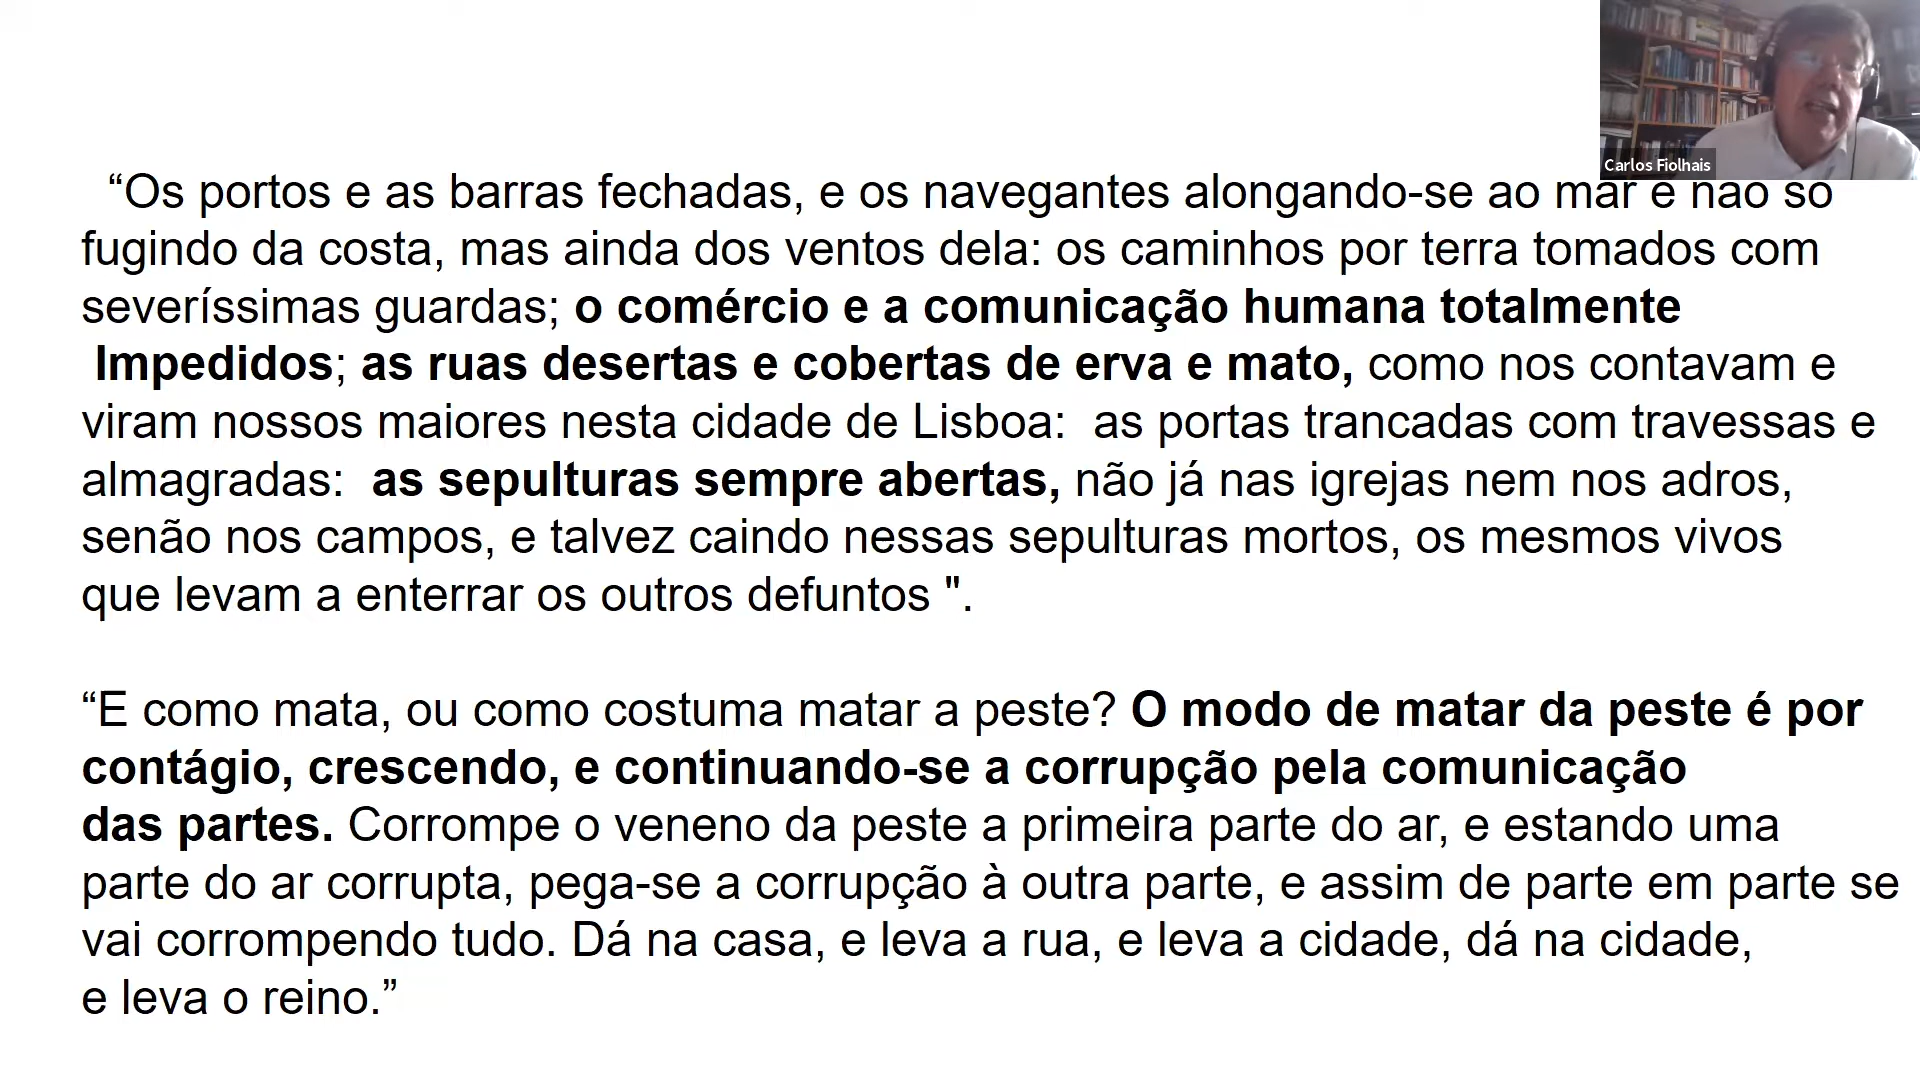 Carlos Fiolhais
“Os portos e as barras fechadas, e os navegantes alongando-se ao mar e não só
fugindo da costa, mas ainda dos ventos dela: os caminhos por terra tomados com
severíssimas guardas; o comércio e a comunicação humana totalmente
Impedidos; as ruas desertas e cobertas de erva e mato, como nos contavam e
viram nossos maiores nesta cidade de Lisboa:  as portas trancadas com travessas e
almagradas:  as sepulturas sempre abertas, não já nas igrejas nem nos adros,
senão nos campos, e talvez caindo nessas sepulturas mortos, os mesmos vivos
que levam a enterrar os outros defuntos ".
“E como mata, ou como costuma matar a peste? O modo de matar da peste é por
contágio, crescendo, e continuando-se a corrupção pela comunicação
das partes. Corrompe o veneno da peste a primeira parte do ar, e estando uma
parte do ar corrupta, pega-se a corrupção à outra parte, e assim de parte em parte se
vai corrompendo tudo. Dá na casa, e leva a rua, e leva a cidade, dá na cidade,
e leva o reino.”